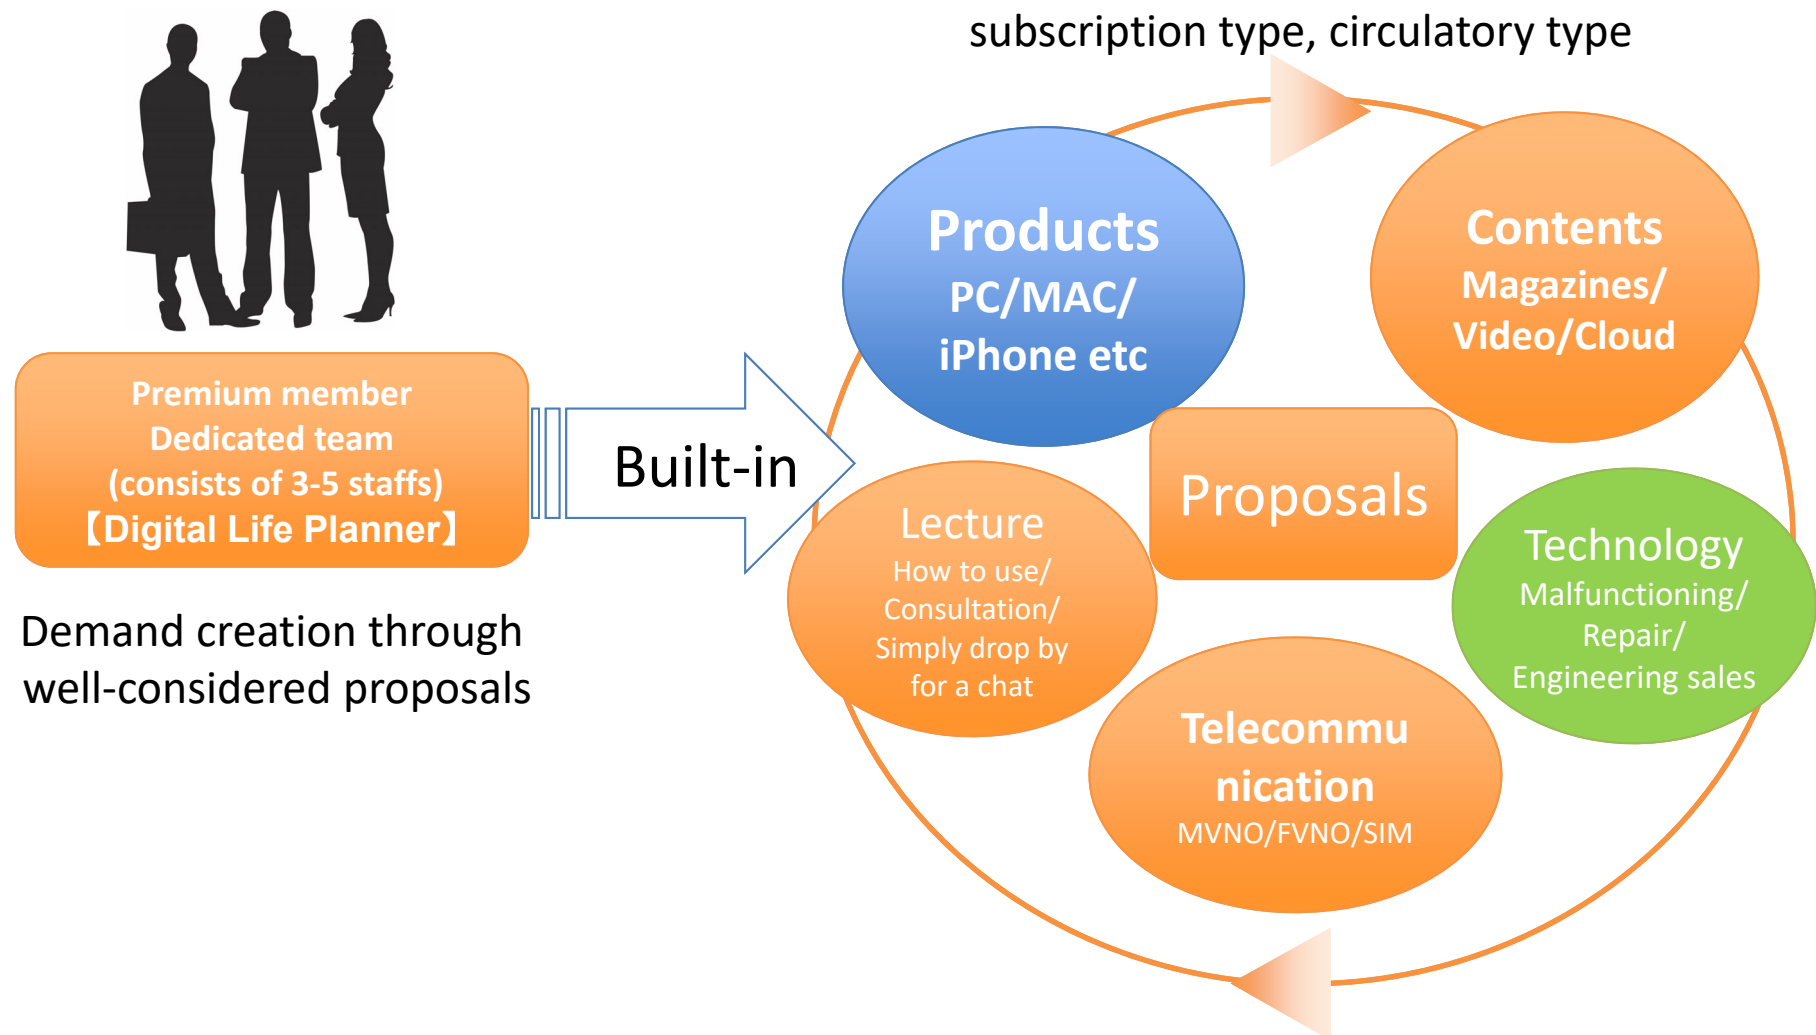 subscription type, circulatory type
Premium member
Dedicated team
(consists of 3-5 staffs)
【Digital Life Planner】
Demand creation through
well-considered proposals
Built-in
Products
PC/MAC/
iPhone etc
Contents
Magazines/
Video/Cloud
Proposals
Lecture
How to use/
Consultation/
Simply drop by
for a chat
Technology
Malfunctioning/
Repair/
Engineering sales
Telecommu
nication
MVNO/FVNO/SIM